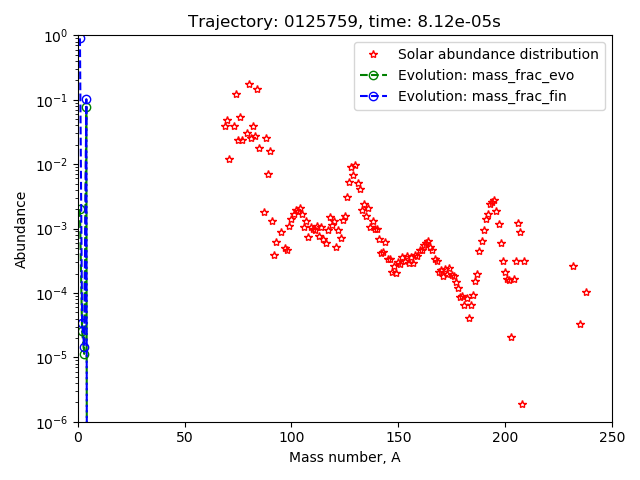 Trajectory: 0125759, time: 8.12e-05s
Solar abundance distribution
Evolution: mass_frac_evo
Evolution: mass_frac_fin
Abundance
10^0
10^-1
10^-2
10^-3
10^-4
10^-5
10^-6
0 50 100 150 200 250
Mass number, A